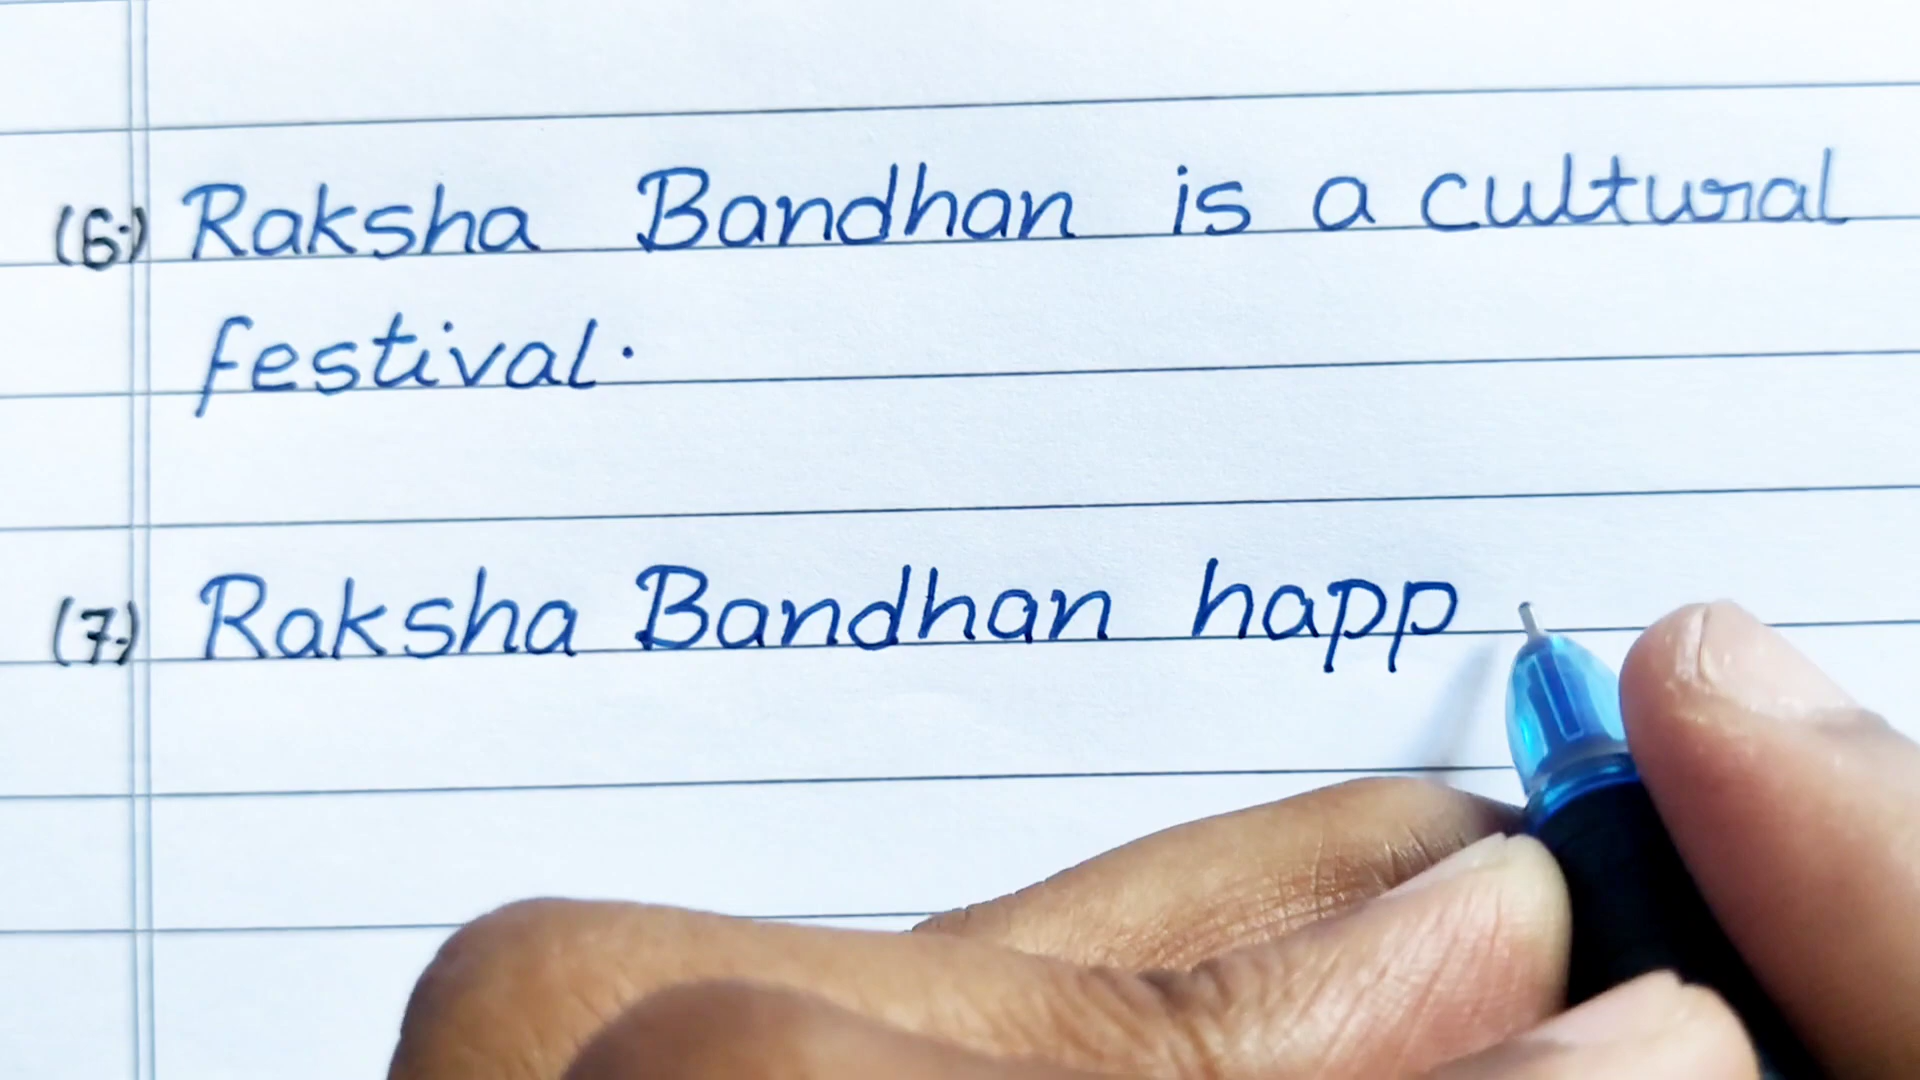 (6.) Raksha Bandhan is a cultural
festival.
(7.) Raksha Bandhan happ